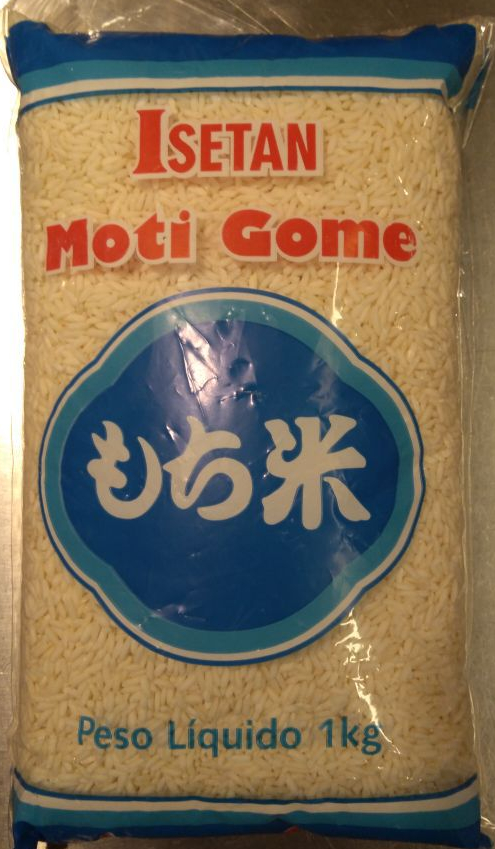 ISETAN
Moti Gome
もち米
Peso Líquido 1kg